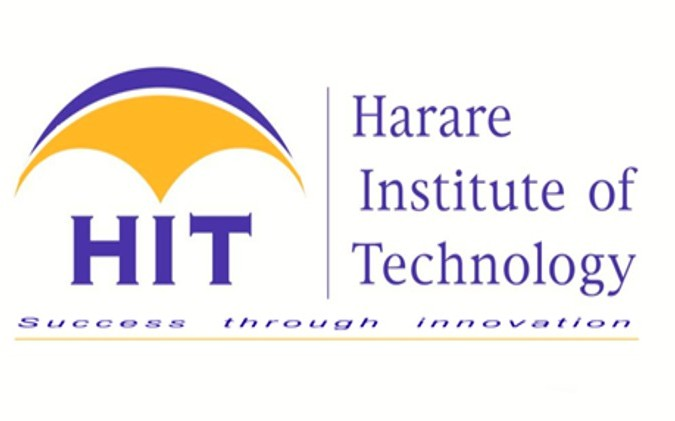 HIT
Harare
Institute of
Technology
Success through innovation